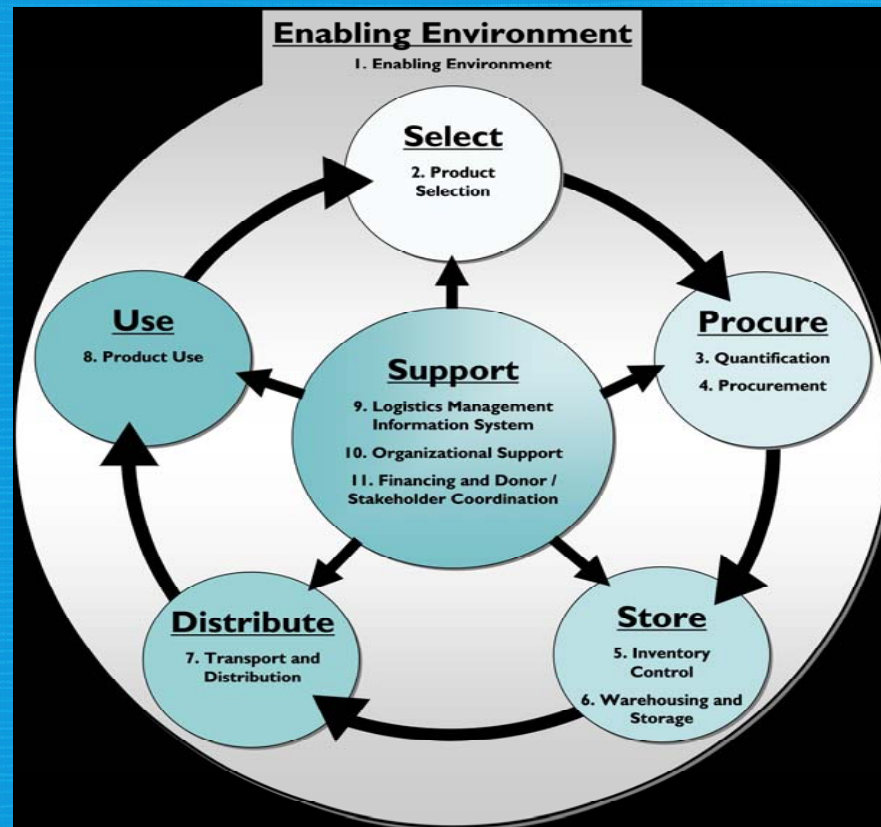 Enabling Environment
1. Enabling Environment
Select
2. Product
Selection
Procure
3. Quantification
4. Procurement
Store
5. Inventory
Control
6. Warehousing and
Storage
Distribute
7. Transport and
Distribution
Use
8. Product Use
Support
9. Logistics Management
Information System
10. Organizational Support
11. Financing and Donor /
Stakeholder Coordination